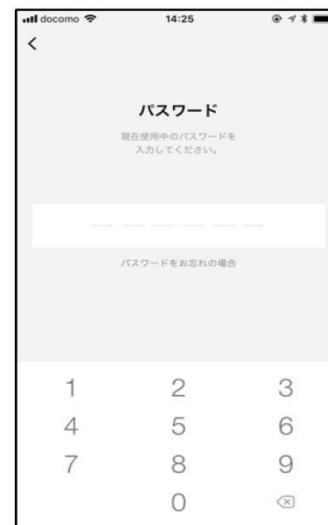 docomo 14:25
パスワード
現在使用中のパスワードを
入力してください。
パスワードをお忘れの場合
1 2 3
4 5 6
7 8 9
0